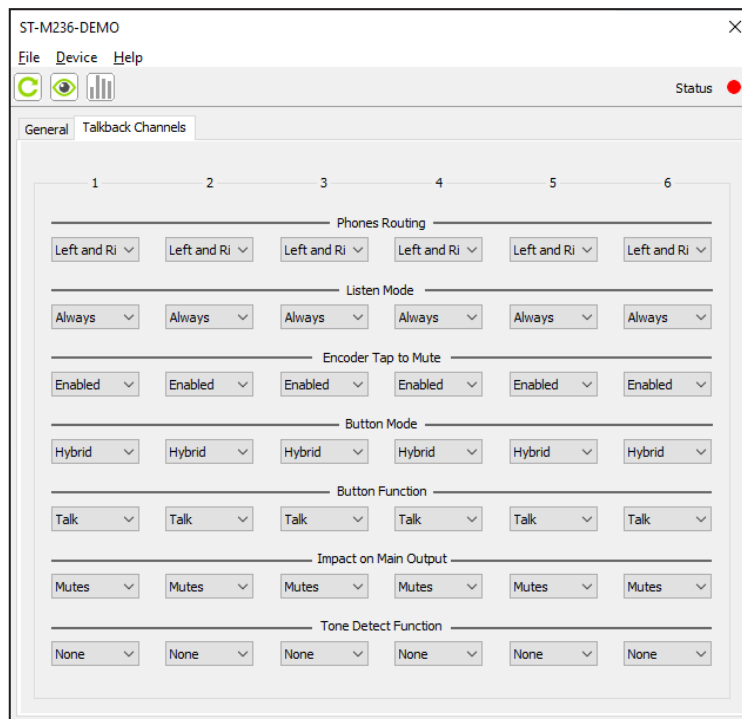 ST-M236-DEMO
File Device Help
Status
General Talkback Channels
1 2 3 4 5 6
Phones Routing
Left and Ri Left and Ri Left and Ri Left and Ri Left and Ri Left and Ri
Listen Mode
Always Always Always Always Always Always
Encoder Tap to Mute
Enabled Enabled Enabled Enabled Enabled Enabled
Button Mode
Hybrid Hybrid Hybrid Hybrid Hybrid Hybrid
Button Function
Talk Talk Talk Talk Talk Talk
Impact on Main Output
Mutes Mutes Mutes Mutes Mutes Mutes
Tone Detect Function
None None None None None None